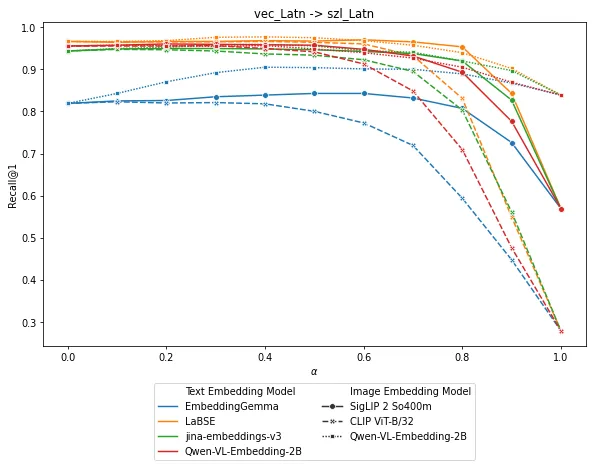 vec_Latn -> szl_Latn
1.0
0.9
0.8
0.7
0.6
0.5
0.4
0.3
Recall@1
0.0 0.2 0.4 0.6 0.8 1.0
α
Text Embedding Model Image Embedding Model
EmbeddingGemma SigLIP 2 So400m
LaBSE CLIP ViT-B/32
jina-embeddings-v3 Qwen-VL-Embedding-2B
Qwen-VL-Embedding-2B